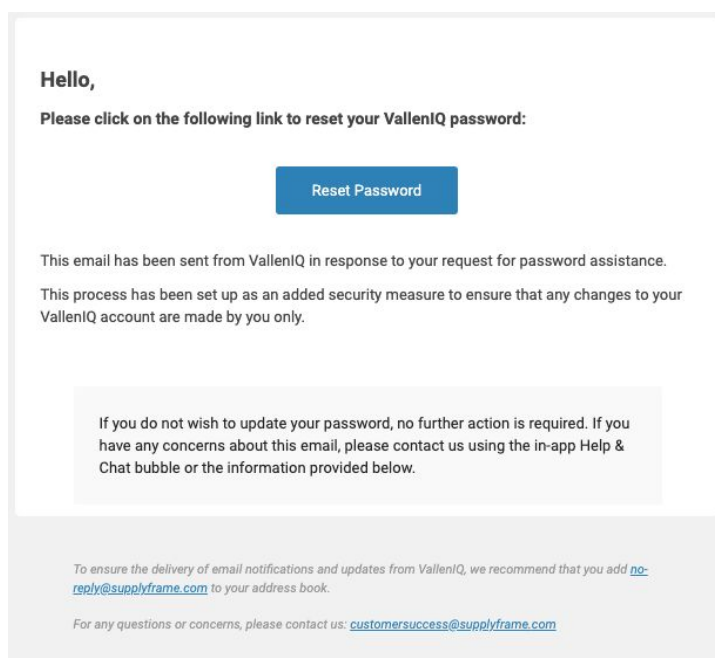 Hello,
Please click on the following link to reset your VallenIQ password:
Reset Password
This email has been sent from VallenIQ in response to your request for password assistance.
This process has been set up as an added security measure to ensure that any changes to your
VallenIQ account are made by you only.
If you do not wish to update your password, no further action is required. If you
have any concerns about this email, please contact us using the in-app Help &
Chat bubble or the information provided below.
To ensure the delivery of email notifications and updates from VallenIQ, we recommend that you add no-
reply@supplyframe.com to your address book.
For any questions or concerns, please contact us: customersuccess@supplyframe.com